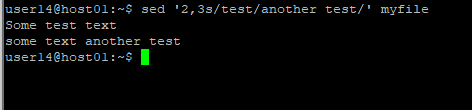 user14@host01:~$ sed '2,3s/test/another test/' myfile
Some test text
some text another test
user14@host01:~$